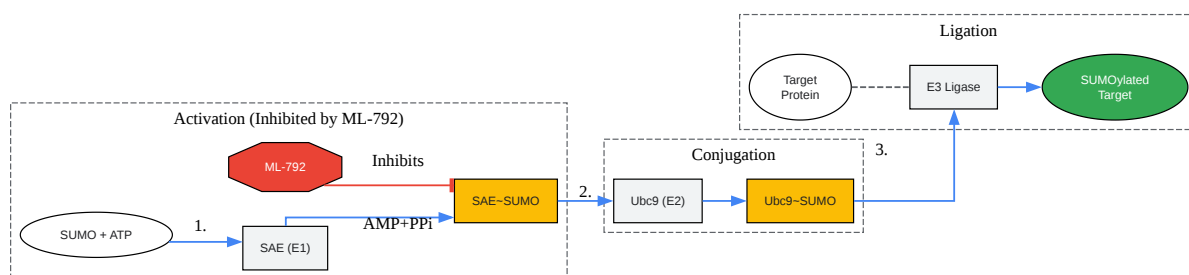 Activation (Inhibited by ML-792)
ML-792
Inhibits
SUMO + ATP
1.
SAE (E1)
AMP+PPi
SAE~SUMO
2.
Conjugation
Ubc9 (E2)
Ubc9~SUMO
3.
Ligation
Target
Protein
E3 Ligase
SUMOylated
Target